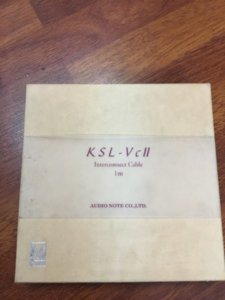 KSL-VcII
Interconnect Cable
1m
AUDIO NOTE CO.,LTD.